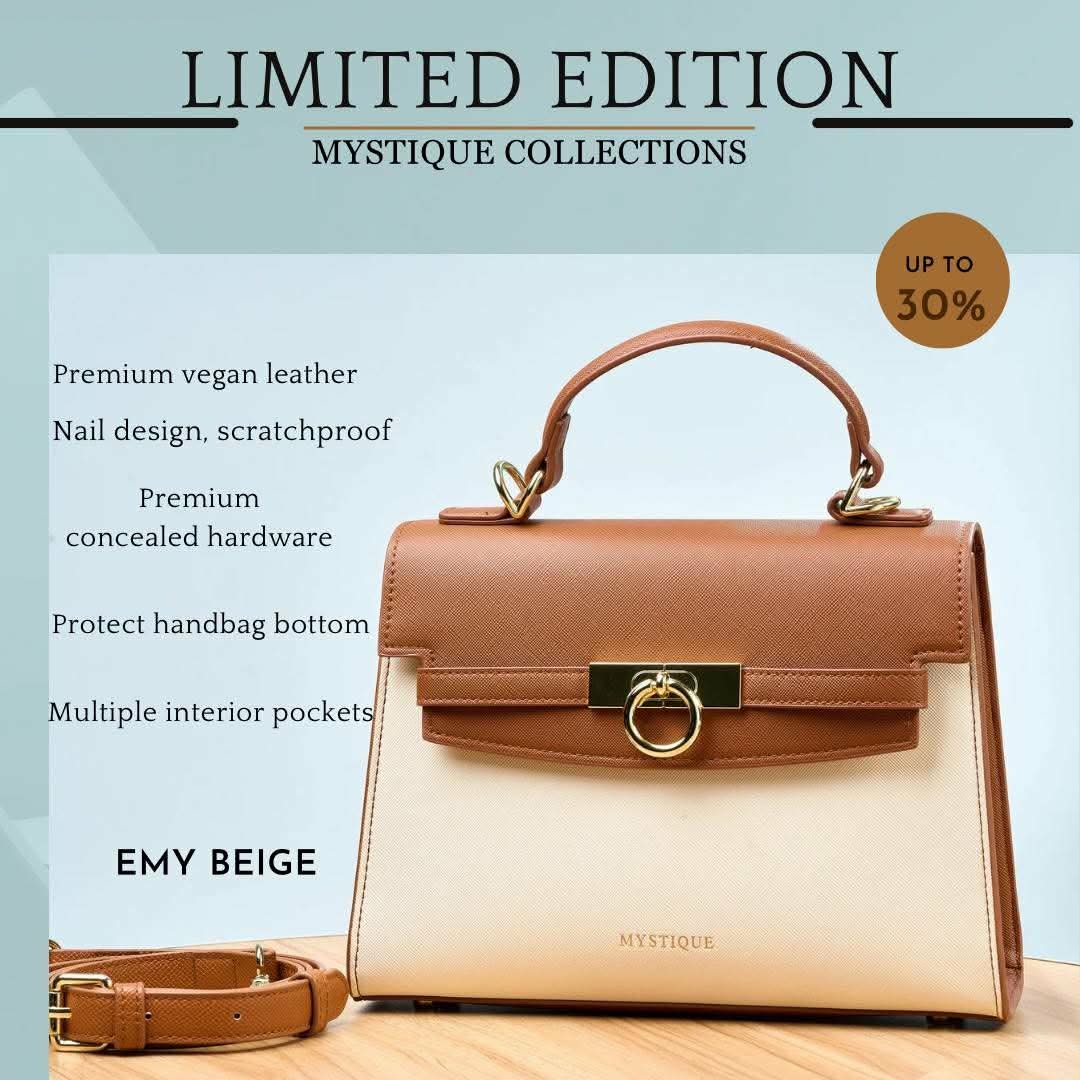 LIMITED EDITION
MYSTIQUE COLLECTIONS
UP TO
30%
Premium vegan leather
Nail design, scratchproof
Premium
concealed hardware
Protect handbag bottom
Multiple interior pockets
EMY BEIGE
MYSTIQUE